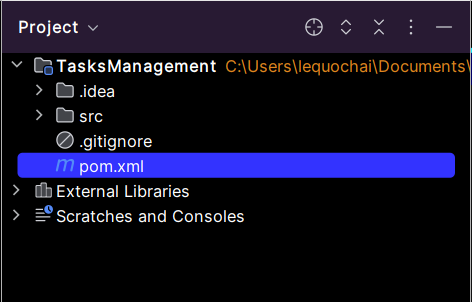 Project
TasksManagement C:\Users\lequochai\Documents\
.idea
src
.gitignore
pom.xml
External Libraries
Scratches and Consoles